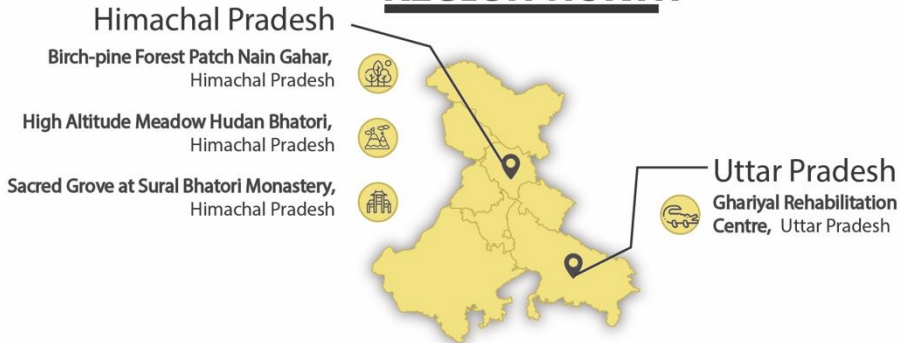 Himachal Pradesh
Birch-pine Forest Patch Nain Gahar,
Himachal Pradesh
High Altitude Meadow Hudan Bhatori,
Himachal Pradesh
Sacred Grove at Sural Bhatori Monastery,
Himachal Pradesh
Uttar Pradesh
Ghariyal Rehabilitation
Centre, Uttar Pradesh